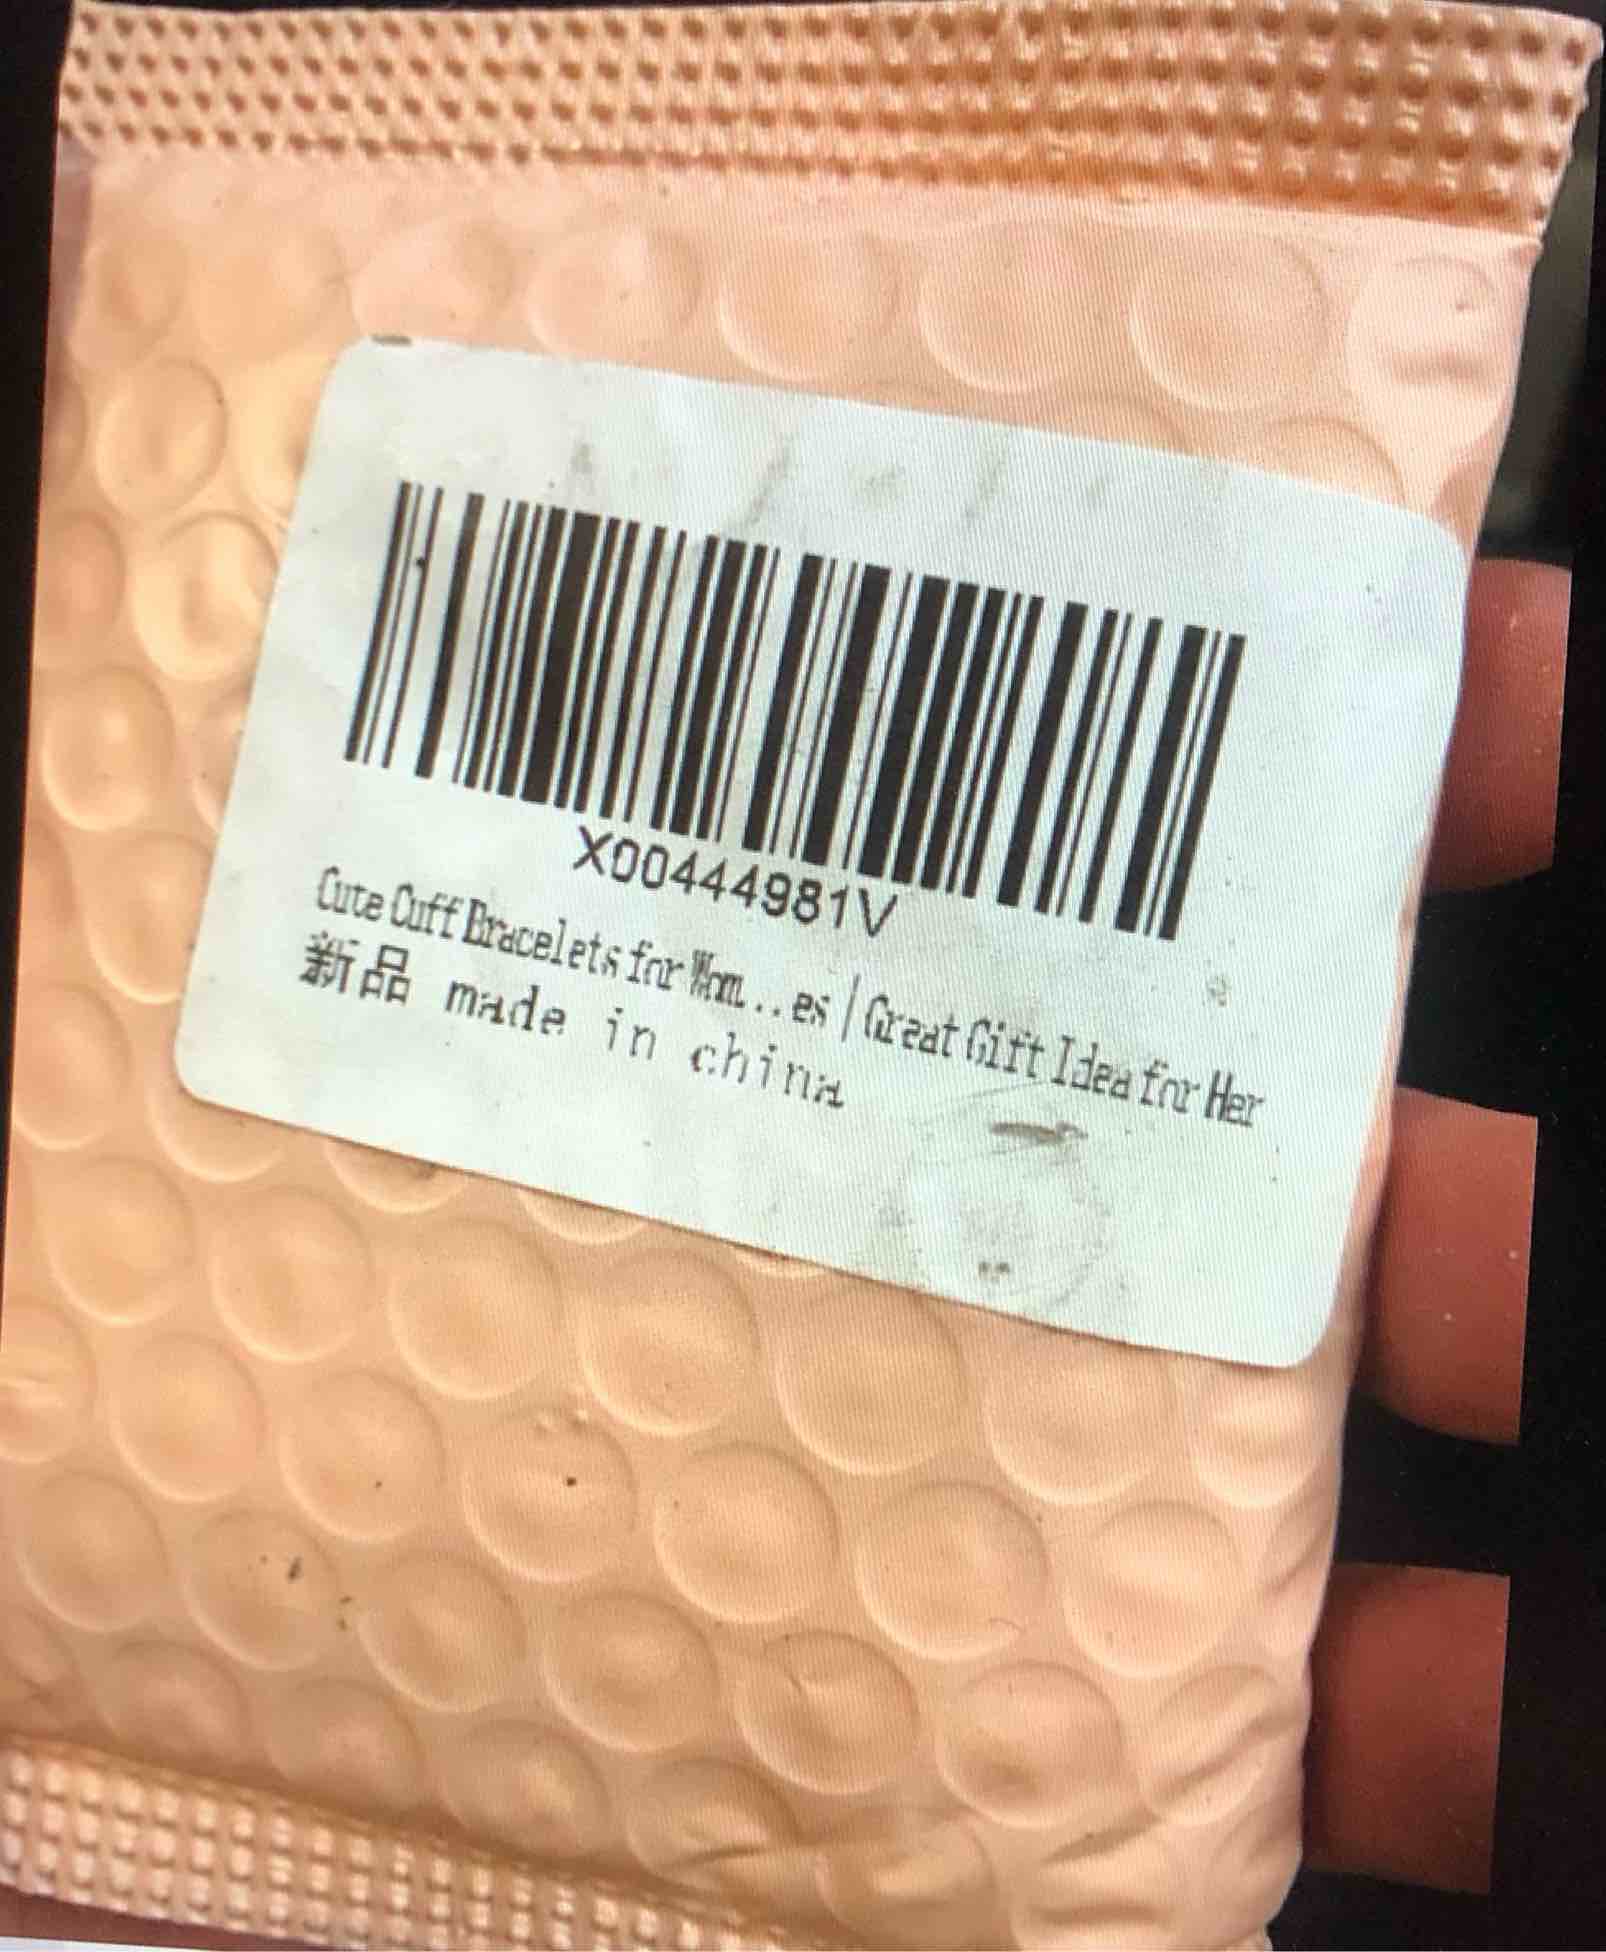 X00444981V
Cute Cuff Bracelets for Wom...es | Great Gift Idea for Her
新品 made in china